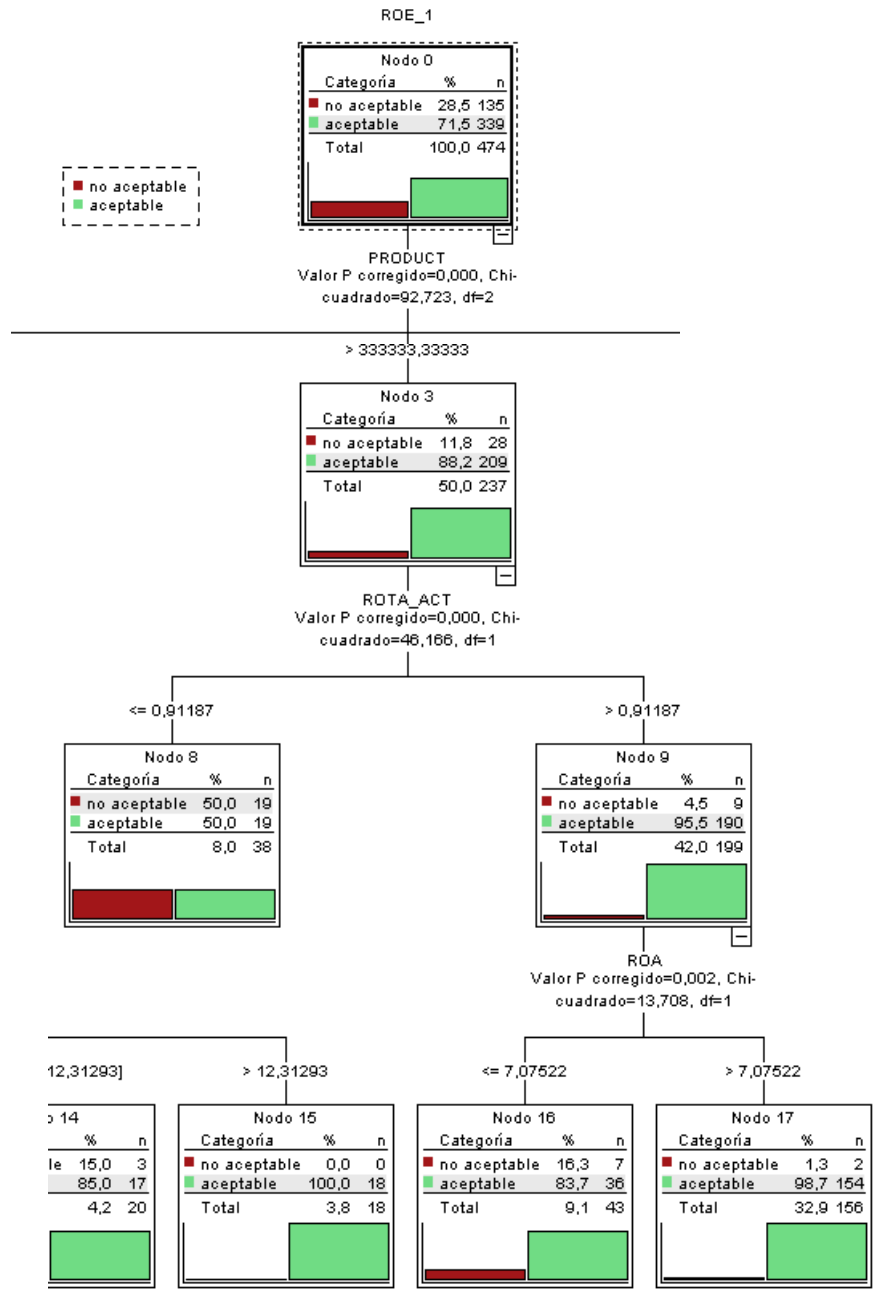 ROE_1
Nodo 0
Categoría % n
no aceptable 28,5 135
aceptable 71,5 339
Total 100,0 474
no aceptable
aceptable
PRODUCT
Valor P corregido=0,000, Chi-
cuadrado=92,723, df=2
> 333333,33333
Nodo 3
Categoría % n
no aceptable 11,8 28
aceptable 88,2 209
Total 50,0 237
ROTA_ACT
Valor P corregido=0,000, Chi-
cuadrado=46,166, df=1
<= 0,91187
> 0,91187
Nodo 8
Categoría % n
no aceptable 50,0 19
aceptable 50,0 19
Total 8,0 38
Nodo 9
Categoría % n
no aceptable 4,5 9
aceptable 95,5 190
Total 42,0 199
ROA
Valor P corregido=0,002, Chi-
cuadrado=13,708, df=1
12,31293]
> 12,31293
<= 7,07522
> 7,07522
14
% n
le 15,0 3
85,0 17
4,2 20
Nodo 15
Categoría % n
no aceptable 0,0 0
aceptable 100,0 18
Total 3,8 18
Nodo 16
Categoría % n
no aceptable 16,3 7
aceptable 83,7 36
Total 9,1 43
Nodo 17
Categoría % n
no aceptable 1,3 2
aceptable 98,7 154
Total 32,9 156